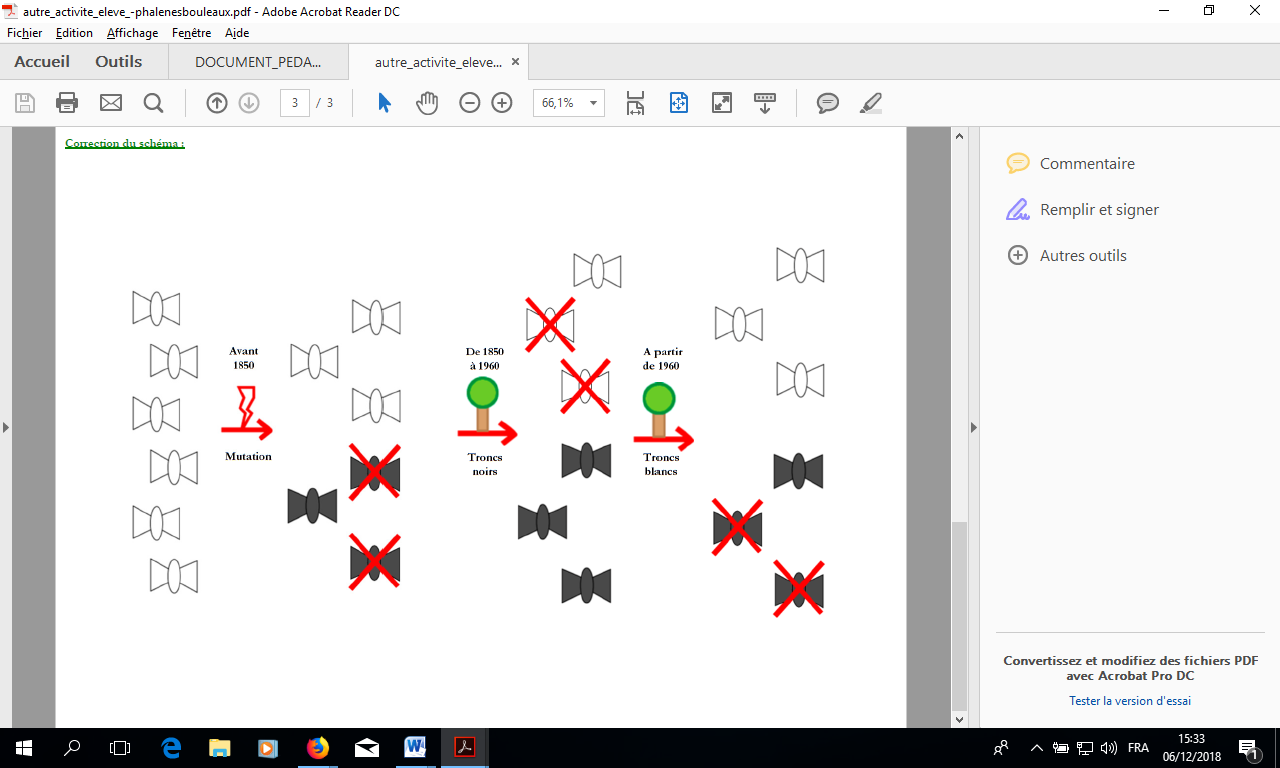 autre_activite_eleve_-phalenesbouleaux.pdf - Adobe Acrobat Reader DC
Fichier Edition Affichage Fenêtre Aide
Accueil Outils DOCUMENT_PEDA... autre_activite_eleve... ×
3 / 3 66,1%
Correction du schéma :
Avant
1850
Mutation
De 1850
à 1960
Troncs
noirs
A partir
de 1960
Troncs
blancs
Commentaire
Remplir et signer
Autres outils
Convertissez et modifiez des fichiers PDF
avec Acrobat Pro DC
Tester la version d'essai
FRA
15:33
06/12/2018
1